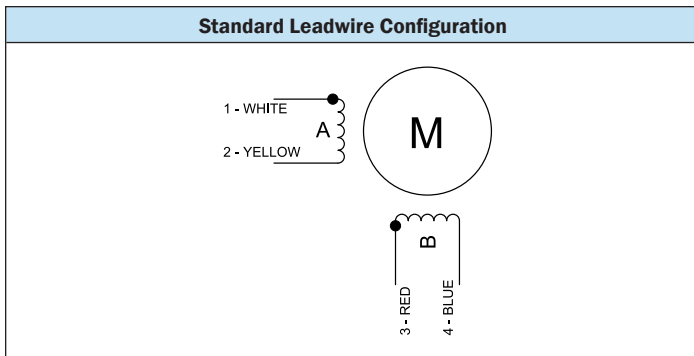 Standard Leadwire Configuration
1 - WHITE
A
2 - YELLOW
M
B
3 - RED
4 - BLUE